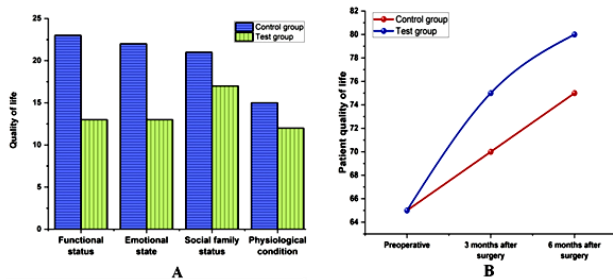 Control group
Test group
Quality of life
25
20
15
10
5
0
Functional
status
Emotional
state
Social family
status
Physiological
condition
A
Control group
Test group
Patient quality of life
82
80
78
76
74
72
70
68
66
64
Preoperative
3 months after
surgery
6 months after
surgery
B